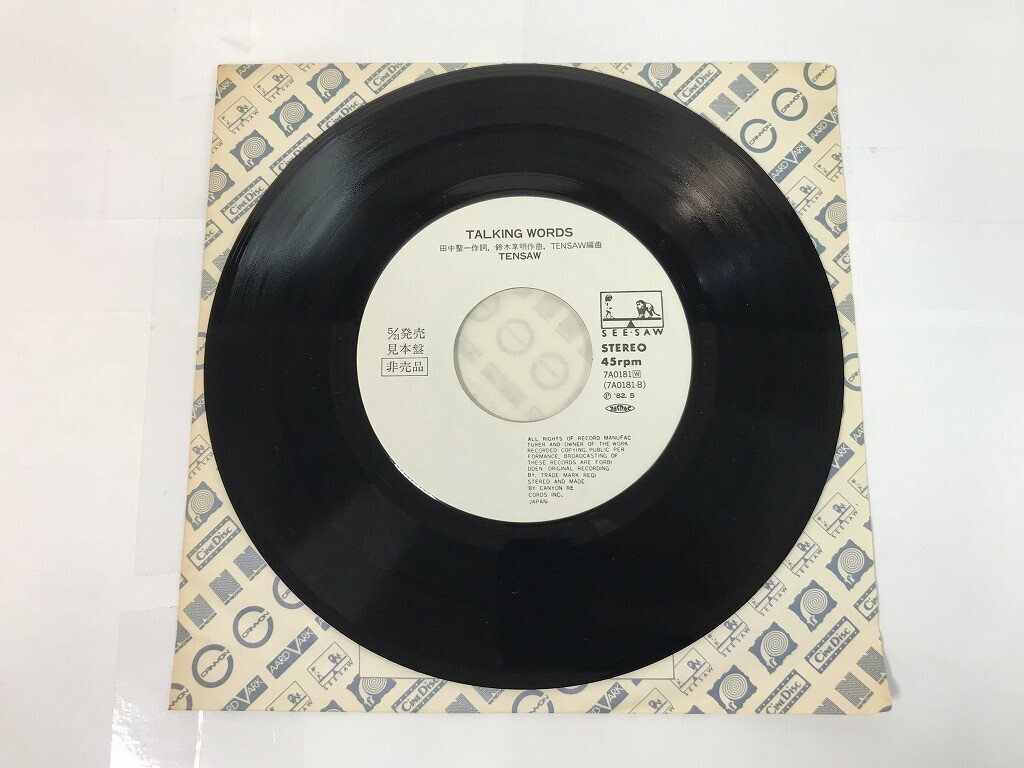 TALKING WORDS
田中聖一作詞, 鈴木享明作曲, TENSAW編曲
TENSAW
5/21発売
見本盤
非売品
SEE·SAW
STEREO
45rpm
7A0181W
(7A0181-B)
Ⓟ '82. 5
ALL RIGHTS OF RECORD MANUFAC
TURER AND OWNER OF THE WORK
RECORDED COPYING, PUBLIC PER
FORMANCE, BROADCASTING OF
THESE RECORDS ARE FORBI
DDEN ORIGINAL RECORDING
BY. TRADE MARK REGI
STERED AND MADE
BY CANYON RE
CORDS INC.,
JAPAN.
CineDisc
SEESAW
CANYON
AARD VARK